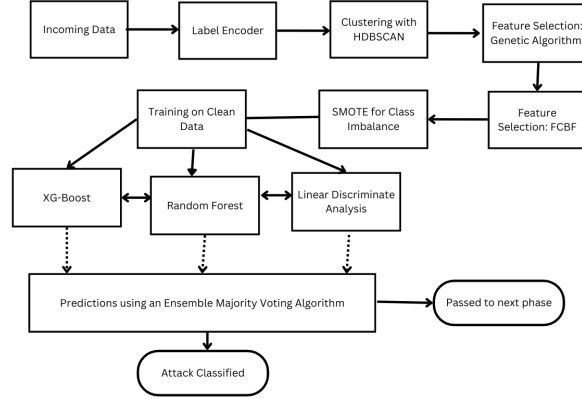 Incoming Data
Label Encoder
Clustering with
HDBSCAN
Feature Selection:
Genetic Algorithm
Training on Clean
Data
SMOTE for Class
Imbalance
Feature
Selection: FCBF
XG-Boost
Random Forest
Linear Discriminate
Analysis
Predictions using an Ensemble Majority Voting Algorithm
Passed to next phase
Attack Classified